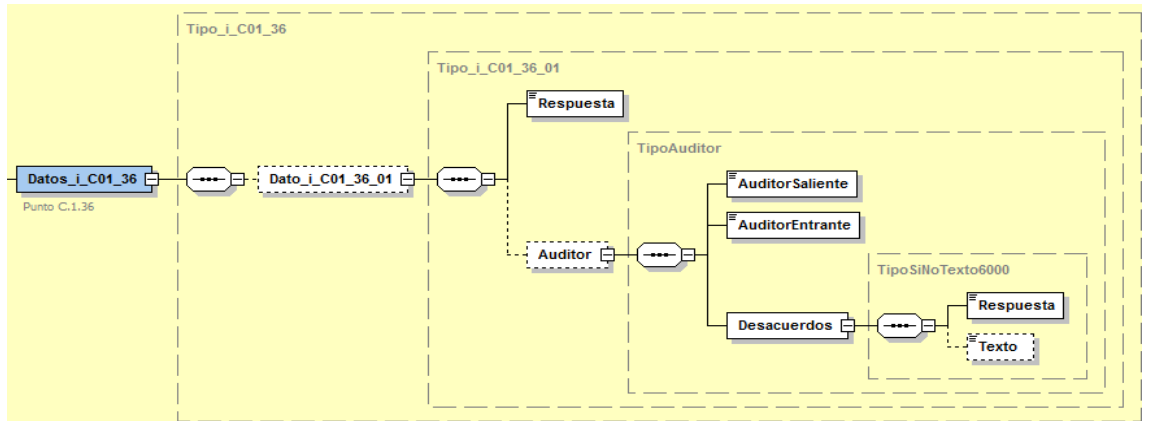 Tipo_i_C01_36
Tipo_i_C01_36_01
Respuesta
TipoAuditor
Datos_i_C01_36
Dato_i_C01_36_01
AuditorSaliente
Punto C.1.36
AuditorEntrante
Auditor
TipoSiNoTexto6000
Respuesta
Desacuerdos
Texto